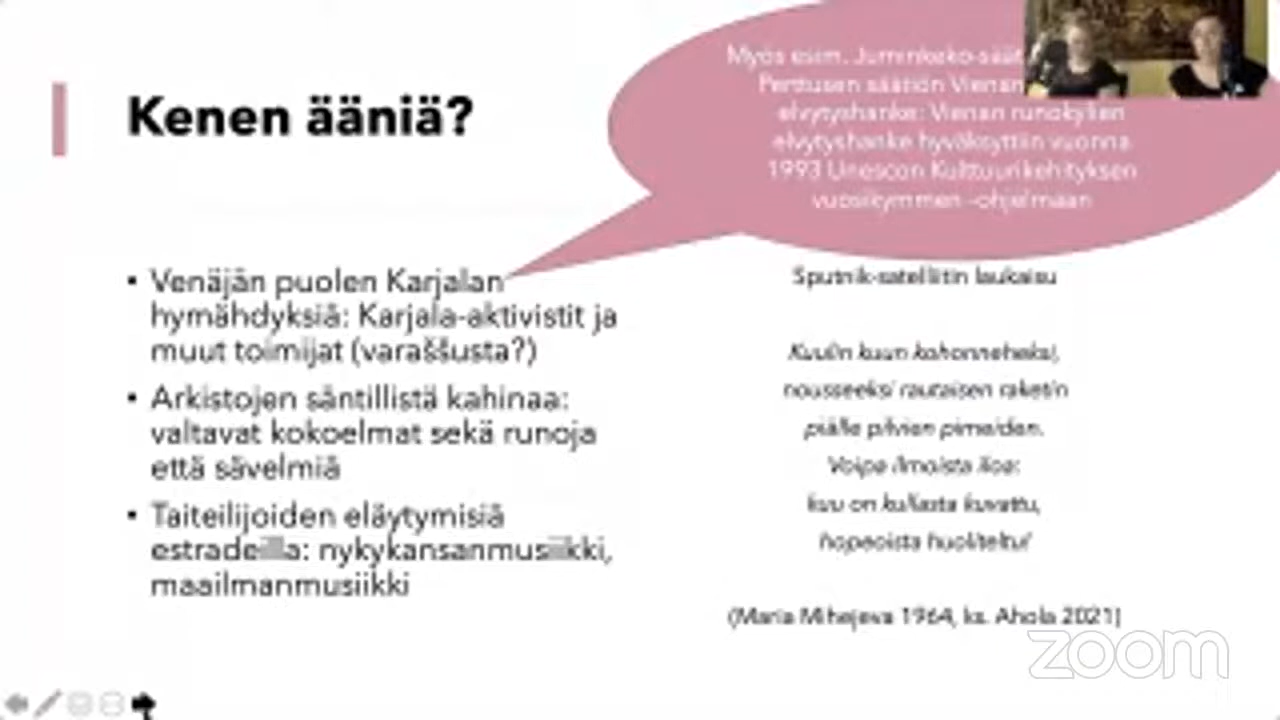 Kenen ääniä?
Myös esim. Juminkeko-säät
Perttusen säätiön Vienan
elvytyshanke: Vienan runokylien
elvytyshanke hyväksyttiin vuonna
1993 Unescon Kulttuurikehityksen
vuosikymmen -ohjelmaan
• Venäjän puolen Karjalan
hymähdyksiä: Karjala-aktivistit ja
muut toimijat (varaššusta?)
• Arkistojen säntillistä kahinaa:
valtavat kokoelmat sekä runoja
että sävelmiä
• Taiteilijoiden eläytymisiä
estradeilla: nykykansanmusiikki,
maailmanmusiikki
Sputnik-satelliitin laukaisu
Kuulin kuun kohonneheksi,
nousseeksi rautaisen raketin
piälle pilvien pimeiden.
Voipa ilmoista iloa:
kuu on kullasta kuvattu,
hopeoista huoliteltu!
(Maria Mihejeva 1964, ks. Ahola 2021)
zoom